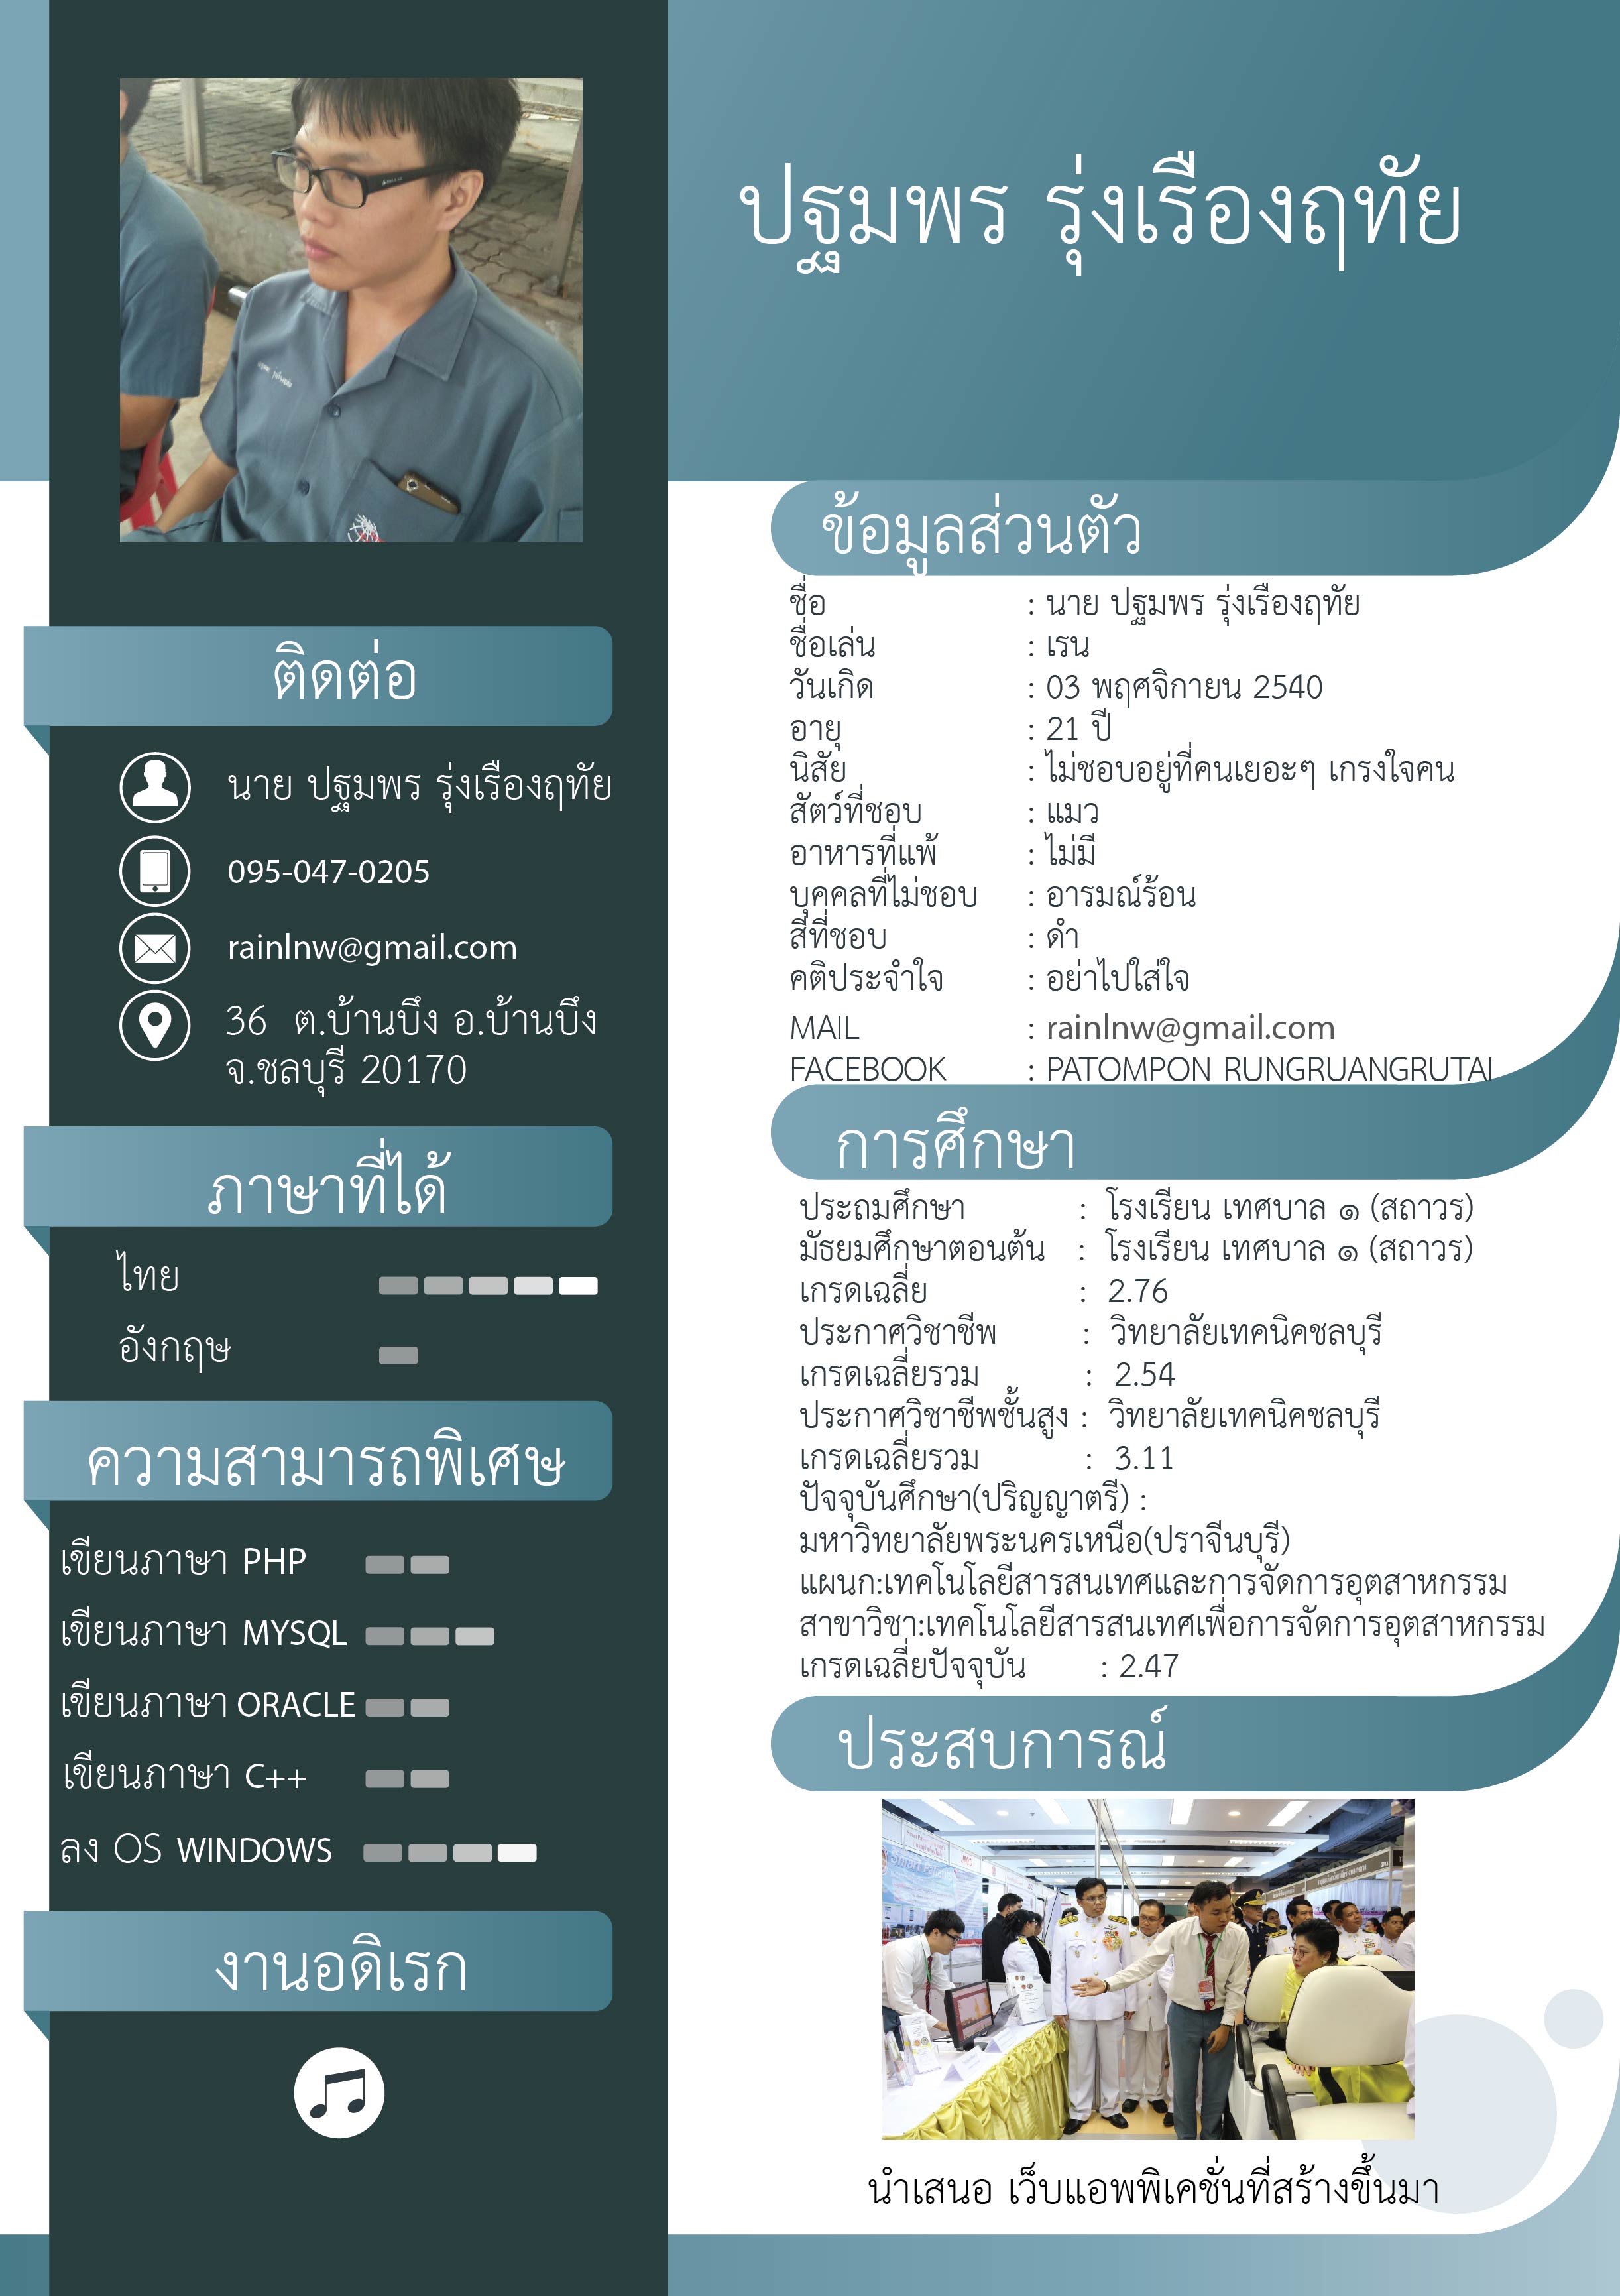 ปฐมพร รุ่งเรืองฤทัย
ติดต่อ
นาย ปฐมพร รุ่งเรืองฤทัย
095-047-0205
rainlnw@gmail.com
36 ต.บ้านบึง อ.บ้านบึง
จ.ชลบุรี 20170
ภาษาที่ได้
ไทย
อังกฤษ
ความสามารถพิเศษ
เขียนภาษา PHP
เขียนภาษา MYSQL
เขียนภาษา ORACLE
เขียนภาษา C++
ลง OS WINDOWS
งานอดิเรก
ข้อมูลส่วนตัว
ชื่อ : นาย ปฐมพร รุ่งเรืองฤทัย
ชื่อเล่น : เรน
วันเกิด : 03 พฤศจิกายน 2540
อายุ : 21 ปี
นิสัย : ไม่ชอบอยู่ที่คนเยอะๆ เกรงใจคน
สัตว์ที่ชอบ : แมว
อาหารที่แพ้ : ไม่มี
บุคคลที่ไม่ชอบ : อารมณ์ร้อน
สีที่ชอบ : ดำ
คติประจำใจ : อย่าไปใส่ใจ
MAIL : rainlnw@gmail.com
FACEBOOK : PATOMPON RUNGRUANGRUTAI
การศึกษา
ประถมศึกษา : โรงเรียน เทศบาล ๑ (สถาวร)
มัธยมศึกษาตอนต้น : โรงเรียน เทศบาล ๑ (สถาวร)
เกรดเฉลี่ย : 2.76
ประกาศวิชาชีพ : วิทยาลัยเทคนิคชลบุรี
เกรดเฉลี่ยรวม : 2.54
ประกาศวิชาชีพชั้นสูง : วิทยาลัยเทคนิคชลบุรี
เกรดเฉลี่ยรวม : 3.11
ปัจจุบันศึกษา(ปริญญาตรี) :
มหาวิทยาลัยพระนครเหนือ(ปราจีนบุรี)
แผนก:เทคโนโลยีสารสนเทศและการจัดการอุตสาหกรรม
สาขาวิชา:เทคโนโลยีสารสนเทศเพื่อการจัดการอุตสาหกรรม
เกรดเฉลี่ยปัจจุบัน : 2.47
ประสบการณ์
นำเสนอ เว็บแอพพิเคชั่นที่สร้างขึ้นมา